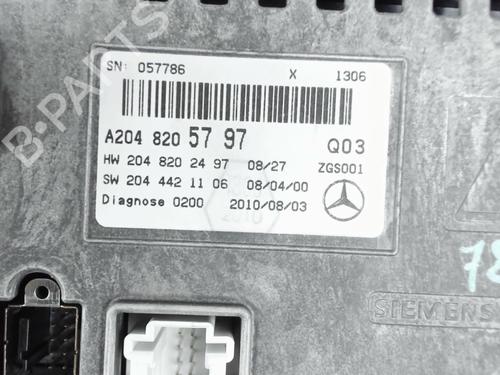 SN: 057786 X 1306
A204 820 57 97 Q03
HW 204 820 24 97 08/27 ZGS001
SW 204 442 11 06 08/04/00
Diagnose 0200 2010/08/03
SIEMENS
B-PARTS